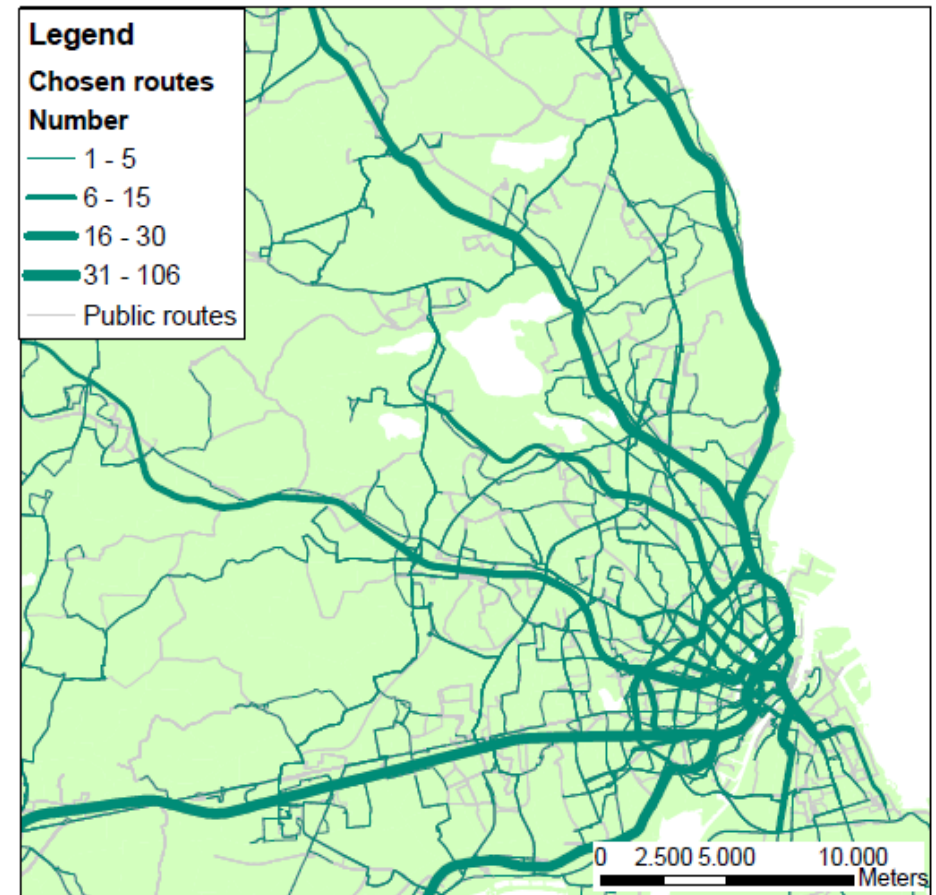 Legend
Chosen routes
Number
1 - 5
6 - 15
16 - 30
31 - 106
Public routes
0 2.500 5.000 10.000
Meters